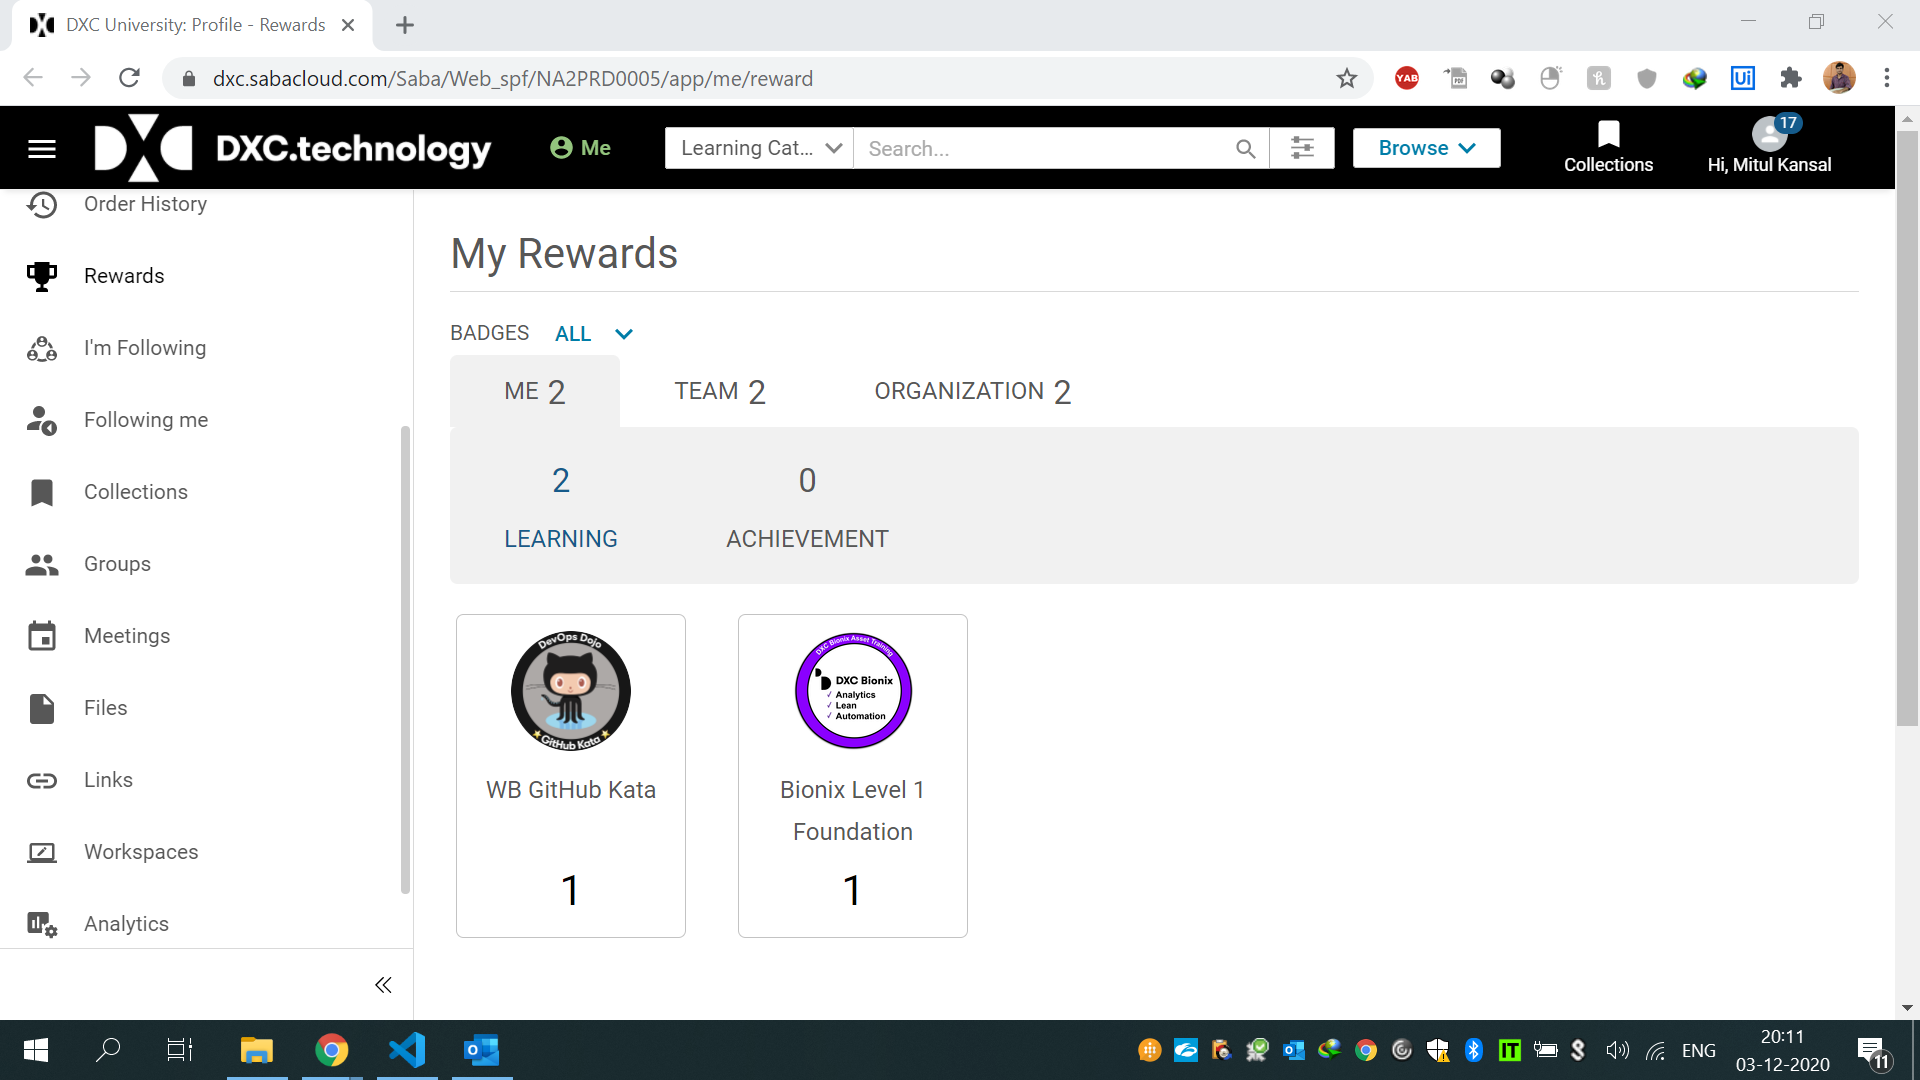 DXC University: Profile - Rewards
dxc.sabacloud.com/Saba/Web_spf/NA2PRD0005/app/me/reward
YAB
PDF
Ui
DXC.technology
Me
Learning Cat...
Search...
Browse
Collections
17
Hi, Mitul Kansal
Order History
Rewards
I'm Following
Following me
Collections
Groups
Meetings
Files
Links
Workspaces
Analytics
My Rewards
BADGES ALL
ME 2
TEAM 2
ORGANIZATION 2
2
LEARNING
0
ACHIEVEMENT
DevOps Dojo
GitHub Kata
WB GitHub Kata
1
DXC Bionix Asset Training
DXC Bionix
✓ Analytics
✓ Lean
✓ Automation
Bionix Level 1
Foundation
1
IT
ENG
20:11
03-12-2020
11